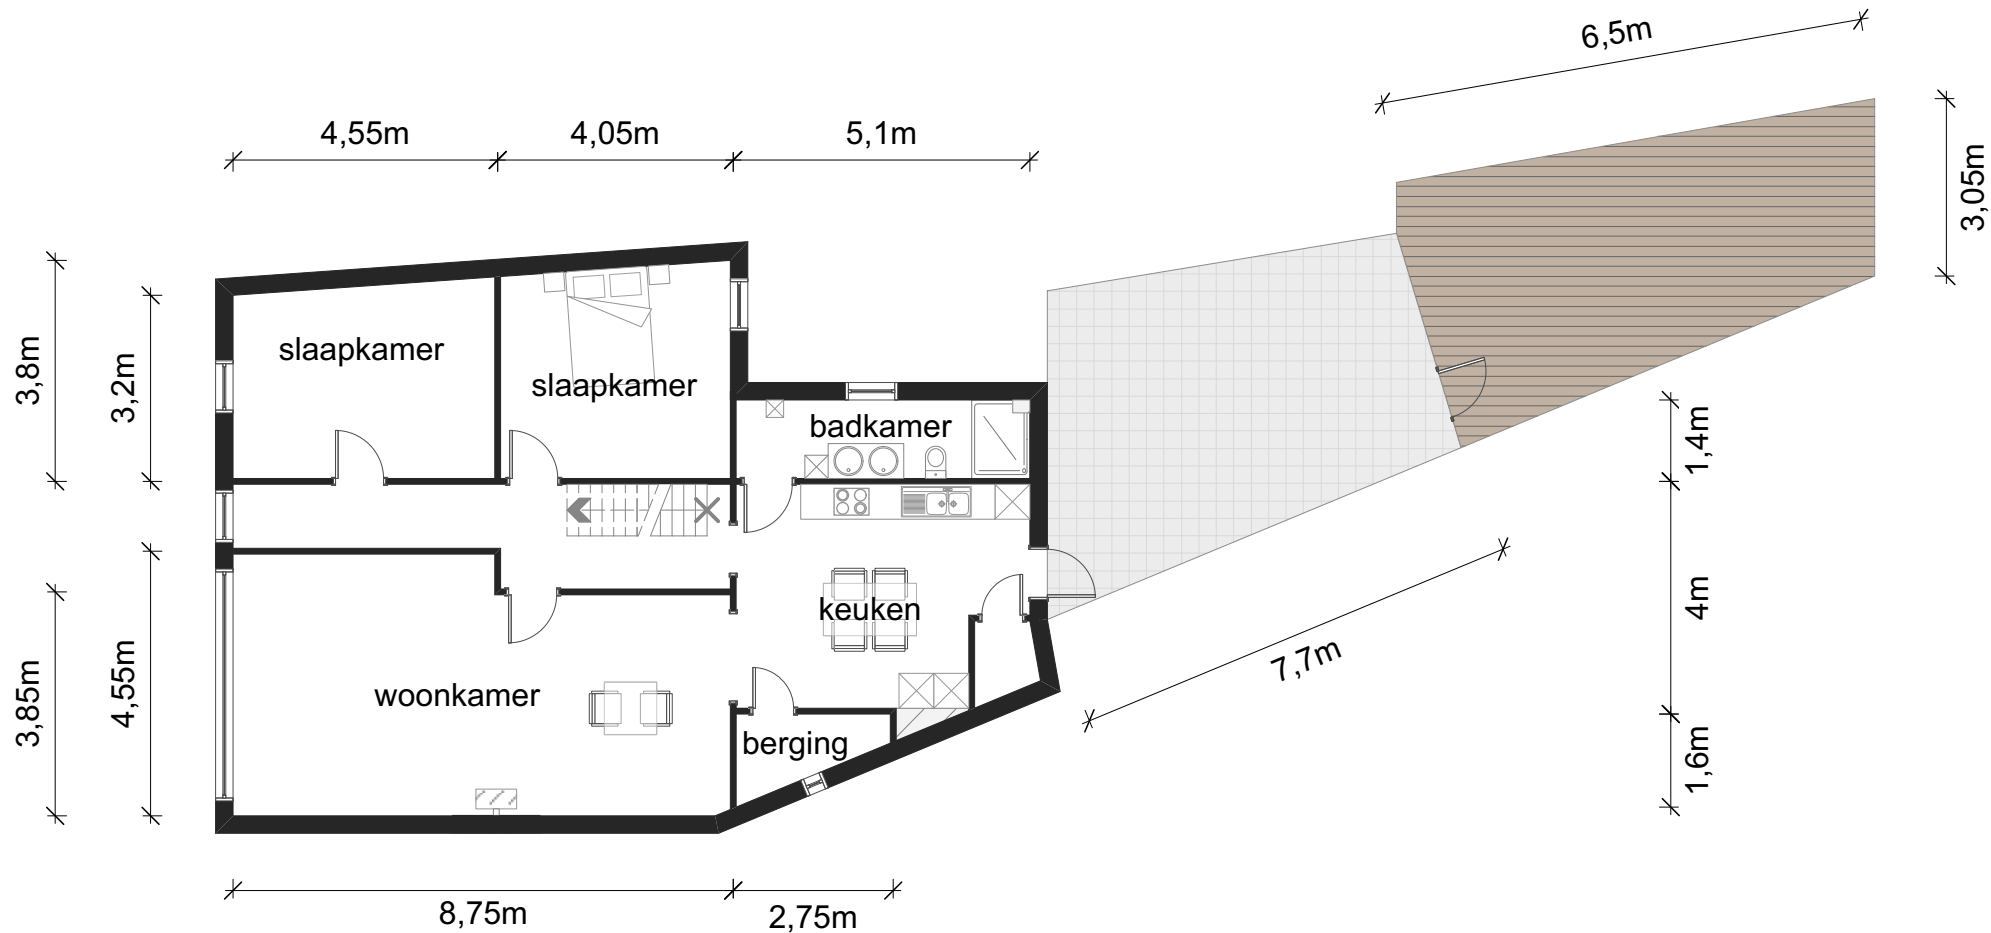 6,5m
4,55m
4,05m
5,1m
3,05m
3,8m
3,2m
slaapkamer
slaapkamer
badkamer
1,4m
keuken
4m
7,7m
3,85m
4,55m
woonkamer
berging
1,6m
8,75m
2,75m